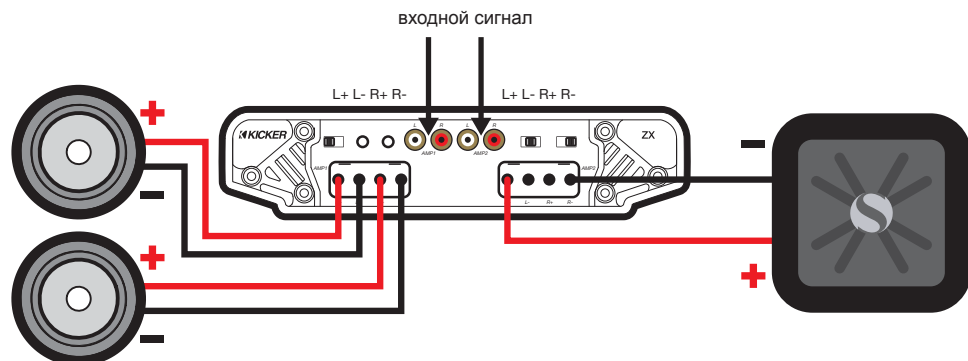 входной сигнал
L+ L- R+ R-
L+ L- R+ R-
KICKER
L
R
L
R
ZX
AMP1
AMP2
AMP1
AMP2
L-
R+
R-
+
−
+
−
−
+